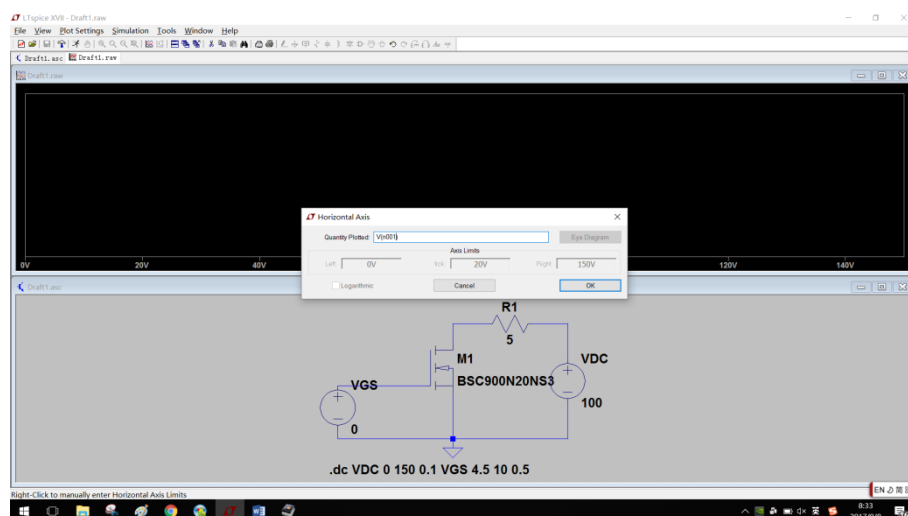 LTspice XVII - Draft1.raw
File View Plot Settings Simulation Tools Window Help
Draft1.asc Draft1.raw
Draft1.raw
Horizontal Axis
Quantity Plotted: V(n001) Eye Diagram
Axis Limits
Left: 0V tick: 20V Right: 150V
Logarithmic Cancel OK
0V 20V 40V 120V 140V
Draft1.asc
R1
5
M1
BSC900N20NS3
VDC
100
VGS
0
.dc VDC 0 150 0.1 VGS 4.5 10 0.5
Right-Click to manually enter Horizontal Axis Limits
EN 简
英
8:33